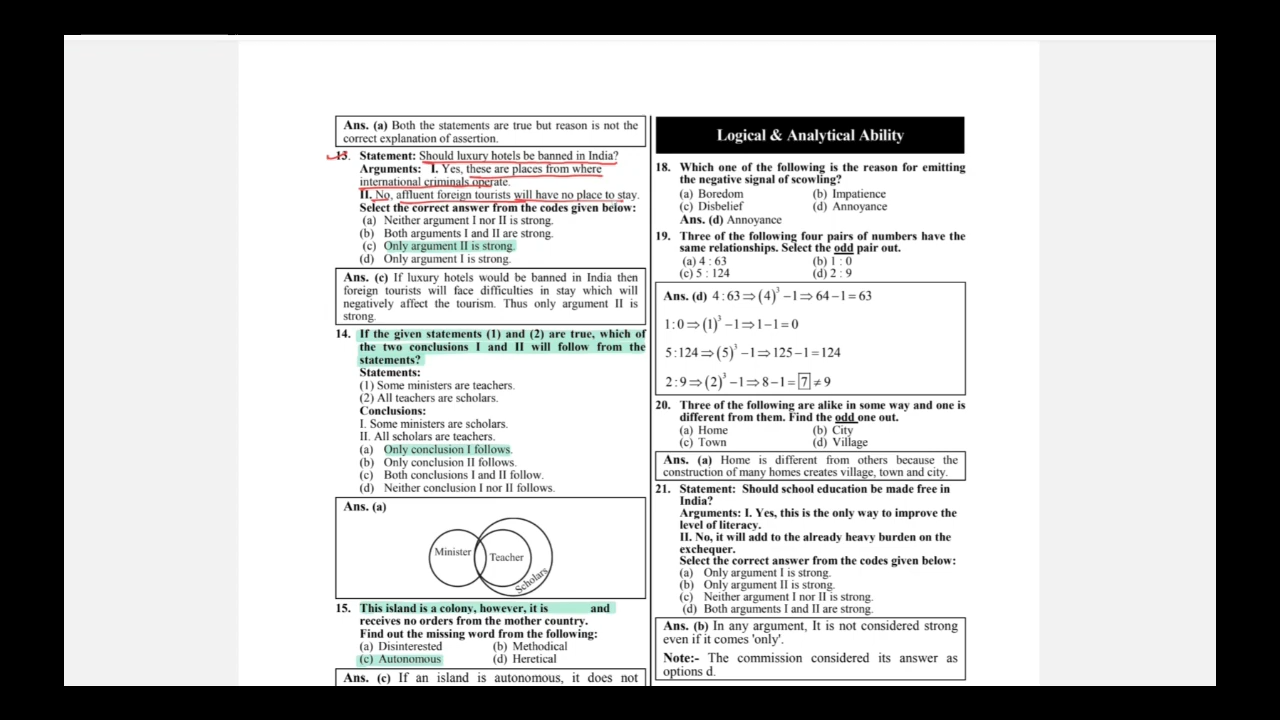 Ans. (a) Both the statements are true but reason is not the
correct explanation of assertion.
13. Statement: Should luxury hotels be banned in India?
Arguments: I. Yes, these are places from where
international criminals operate.
II. No, affluent foreign tourists will have no place to stay.
Select the correct answer from the codes given below:
(a) Neither argument I nor II is strong.
(b) Both arguments I and II are strong.
(c) Only argument II is strong.
(d) Only argument I is strong.
Ans. (c) If luxury hotels would be banned in India then
foreign tourists will face difficulties in stay which will
negatively affect the tourism. Thus only argument II is
strong.
14. If the given statements (1) and (2) are true, which of
the two conclusions I and II will follow from the
statements?
Statements:
(1) Some ministers are teachers.
(2) All teachers are scholars.
Conclusions:
I. Some ministers are scholars.
II. All scholars are teachers.
(a) Only conclusion I follows.
(b) Only conclusion II follows.
(c) Both conclusions I and II follow.
(d) Neither conclusion I nor II follows.
Ans. (a)
Minister Teacher
Scholars
15. This island is a colony, however, it is and
receives no orders from the mother country.
Find out the missing word from the following:
(a) Disinterested (b) Methodical
(c) Autonomous (d) Heretical
Ans. (c) If an island is autonomous, it does not
Logical & Analytical Ability
18. Which one of the following is the reason for emitting
the negative signal of scowling?
(a) Boredom (b) Impatience
(c) Disbelief (d) Annoyance
Ans. (d) Annoyance
19. Three of the following four pairs of numbers have the
same relationships. Select the odd pair out.
(a) 4 : 63 (b) 1 : 0
(c) 5 : 124 (d) 2 : 9
Ans. (d) 4 : 63 ⇒ (4)³ −1 ⇒ 64 −1 = 63
1 : 0 ⇒ (1)³ −1 ⇒ 1 −1 = 0
5 : 124 ⇒ (5)³ −1 ⇒ 125 −1 = 124
2 : 9 ⇒ (2)³ −1 ⇒ 8 −1 = 7 ≠ 9
20. Three of the following are alike in some way and one is
different from them. Find the odd one out.
(a) Home (b) City
(c) Town (d) Village
Ans. (a) Home is different from others because the
construction of many homes creates village, town and city.
21. Statement: Should school education be made free in
India?
Arguments: I. Yes, this is the only way to improve the
level of literacy.
II. No, it will add to the already heavy burden on the
exchequer.
Select the correct answer from the codes given below:
(a) Only argument I is strong.
(b) Only argument II is strong.
(c) Neither argument I nor II is strong.
(d) Both arguments I and II are strong.
Ans. (b) In any argument, It is not considered strong
even if it comes 'only'.
Note:- The commission considered its answer as
options d.